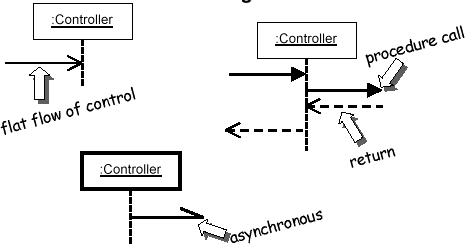 :Controller
flat flow of control
:Controller
procedure call
return
:Controller
asynchronous